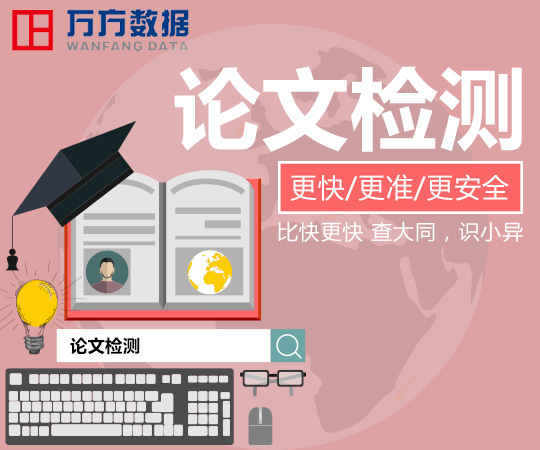 万方数据
WANFANG DATA
论文检测
更快/更准/更安全
比快更快 查大同，识小异
论文检测